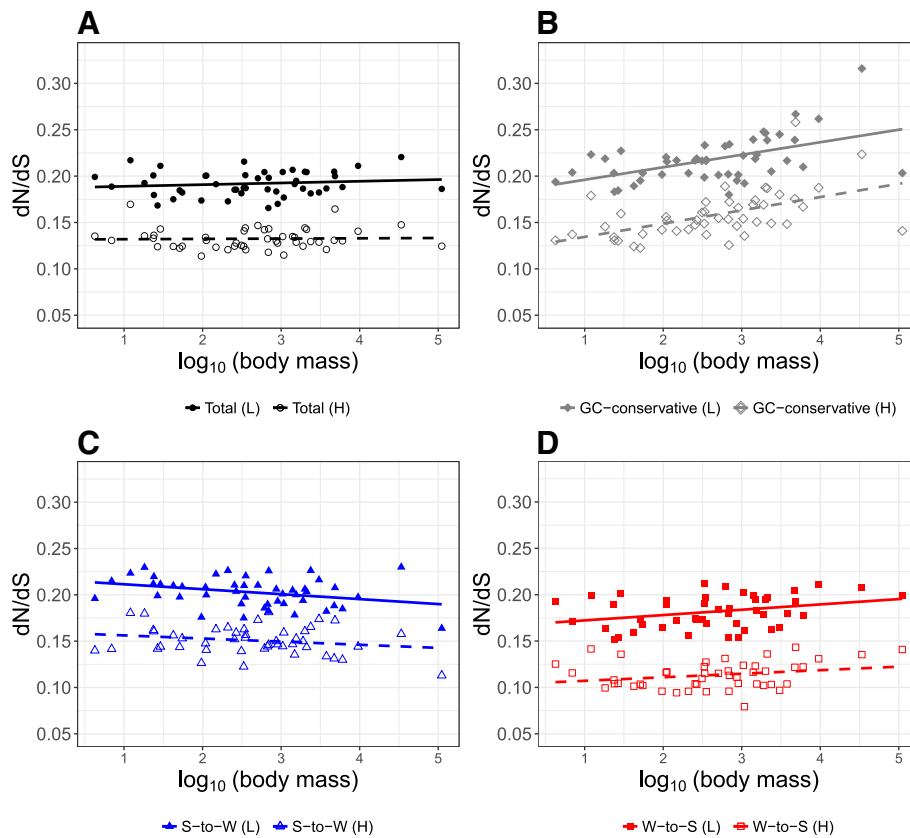 A
B
dN/dS
0.30
0.25
0.20
0.15
0.10
0.05
1 2 3 4 5
log10 (body mass)
Total (L) Total (H)
dN/dS
0.30
0.25
0.20
0.15
0.10
0.05
1 2 3 4 5
log10 (body mass)
GC−conservative (L) GC−conservative (H)
C
D
dN/dS
0.30
0.25
0.20
0.15
0.10
0.05
1 2 3 4 5
log10 (body mass)
S−to−W (L) S−to−W (H)
dN/dS
0.30
0.25
0.20
0.15
0.10
0.05
1 2 3 4 5
log10 (body mass)
W−to−S (L) W−to−S (H)